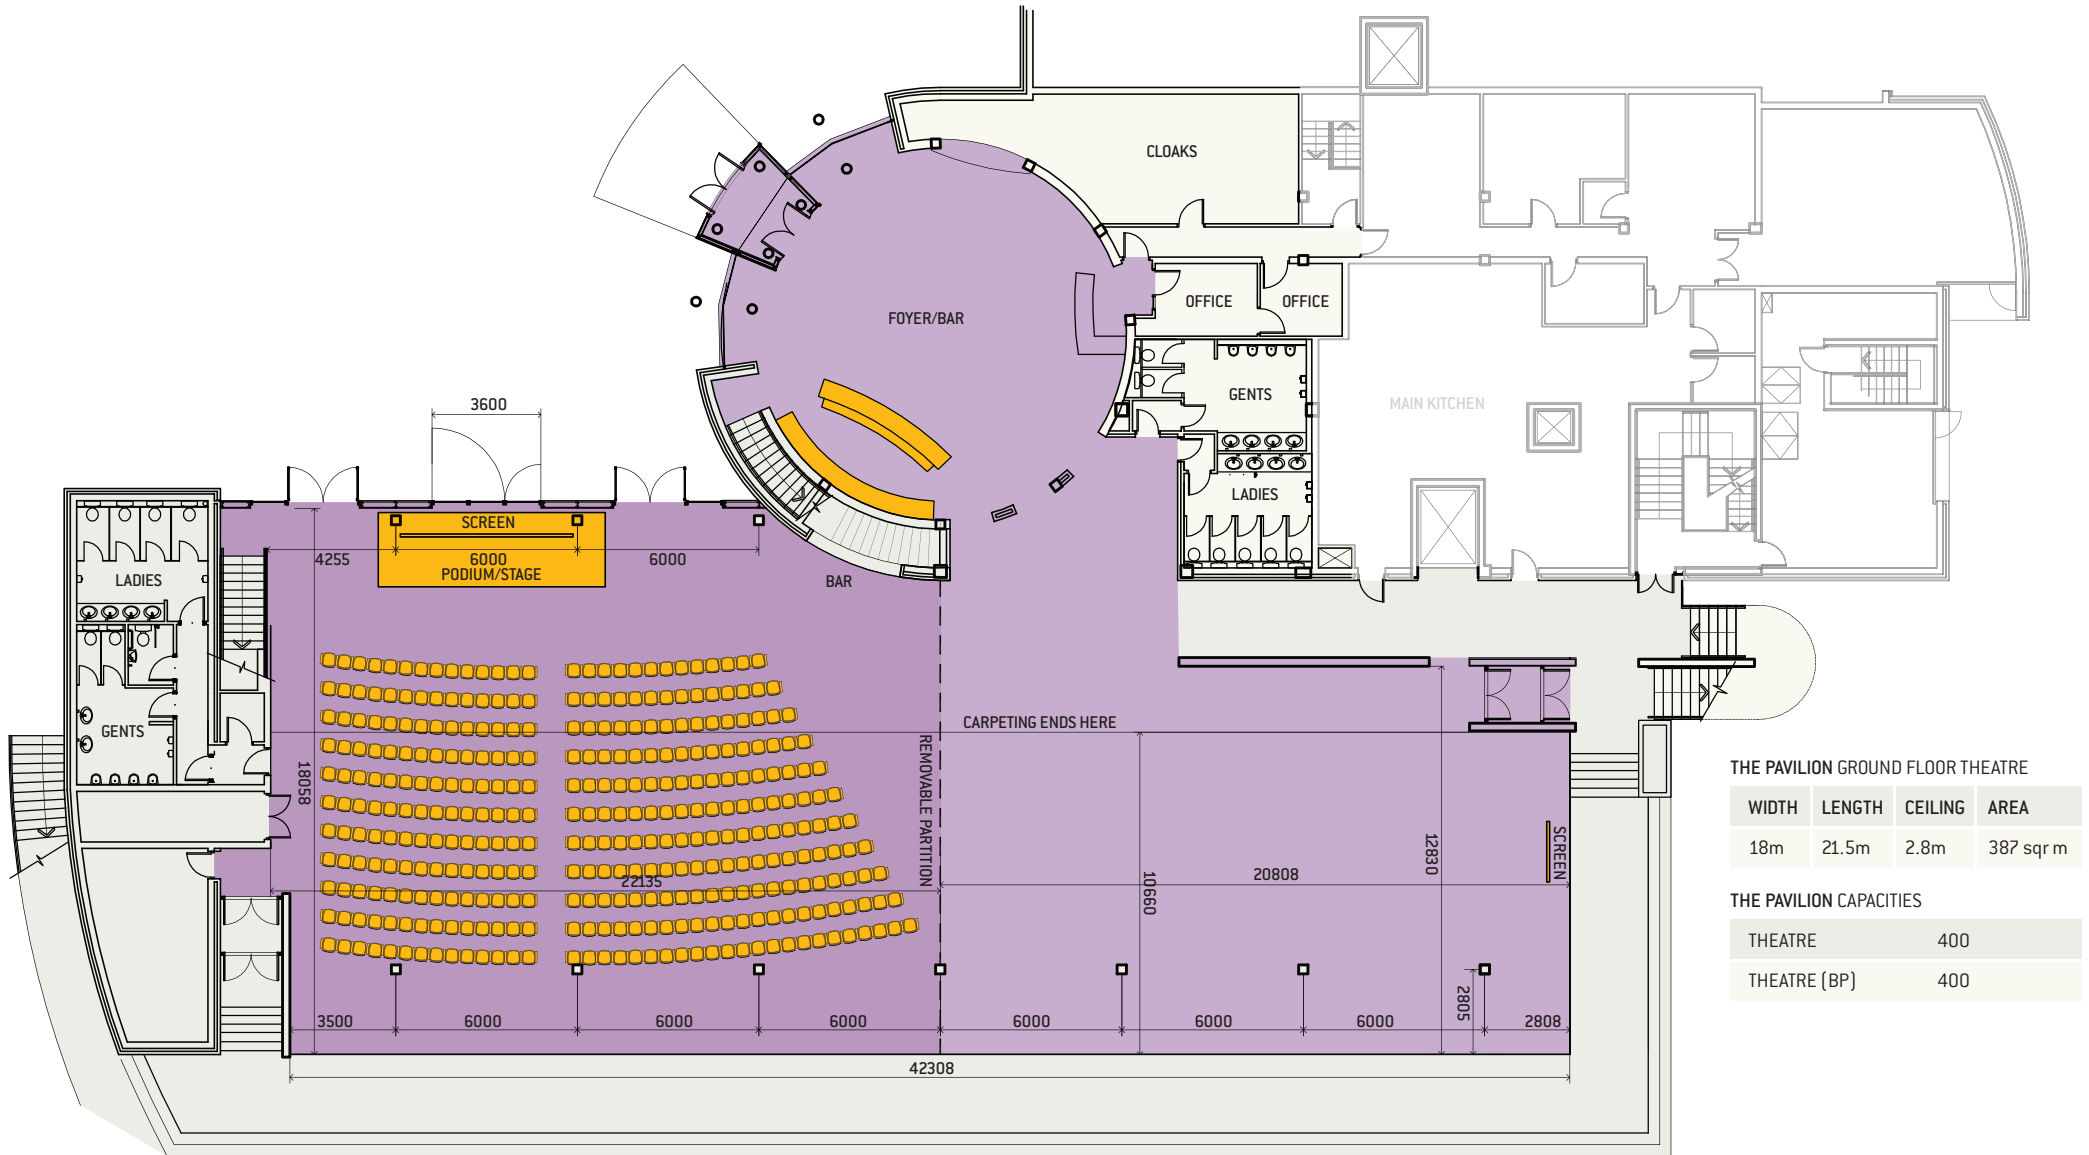 CLOAKS
OFFICE
OFFICE
FOYER/BAR
GENTS
MAIN KITCHEN
3600
LADIES
SCREEN
4255
6000
6000
PODIUM/STAGE
BAR
LADIES
GENTS
CARPETING ENDS HERE
REMOVABLE PARTITION
18058
22135
20808
10660
12830
SCREEN
2805
3500
6000
6000
6000
6000
6000
6000
2808
42308
THE PAVILION GROUND FLOOR THEATRE
WIDTH LENGTH CEILING AREA
18m 21.5m 2.8m 387 sqr m
THE PAVILION CAPACITIES
THEATRE 400
THEATRE (BP) 400